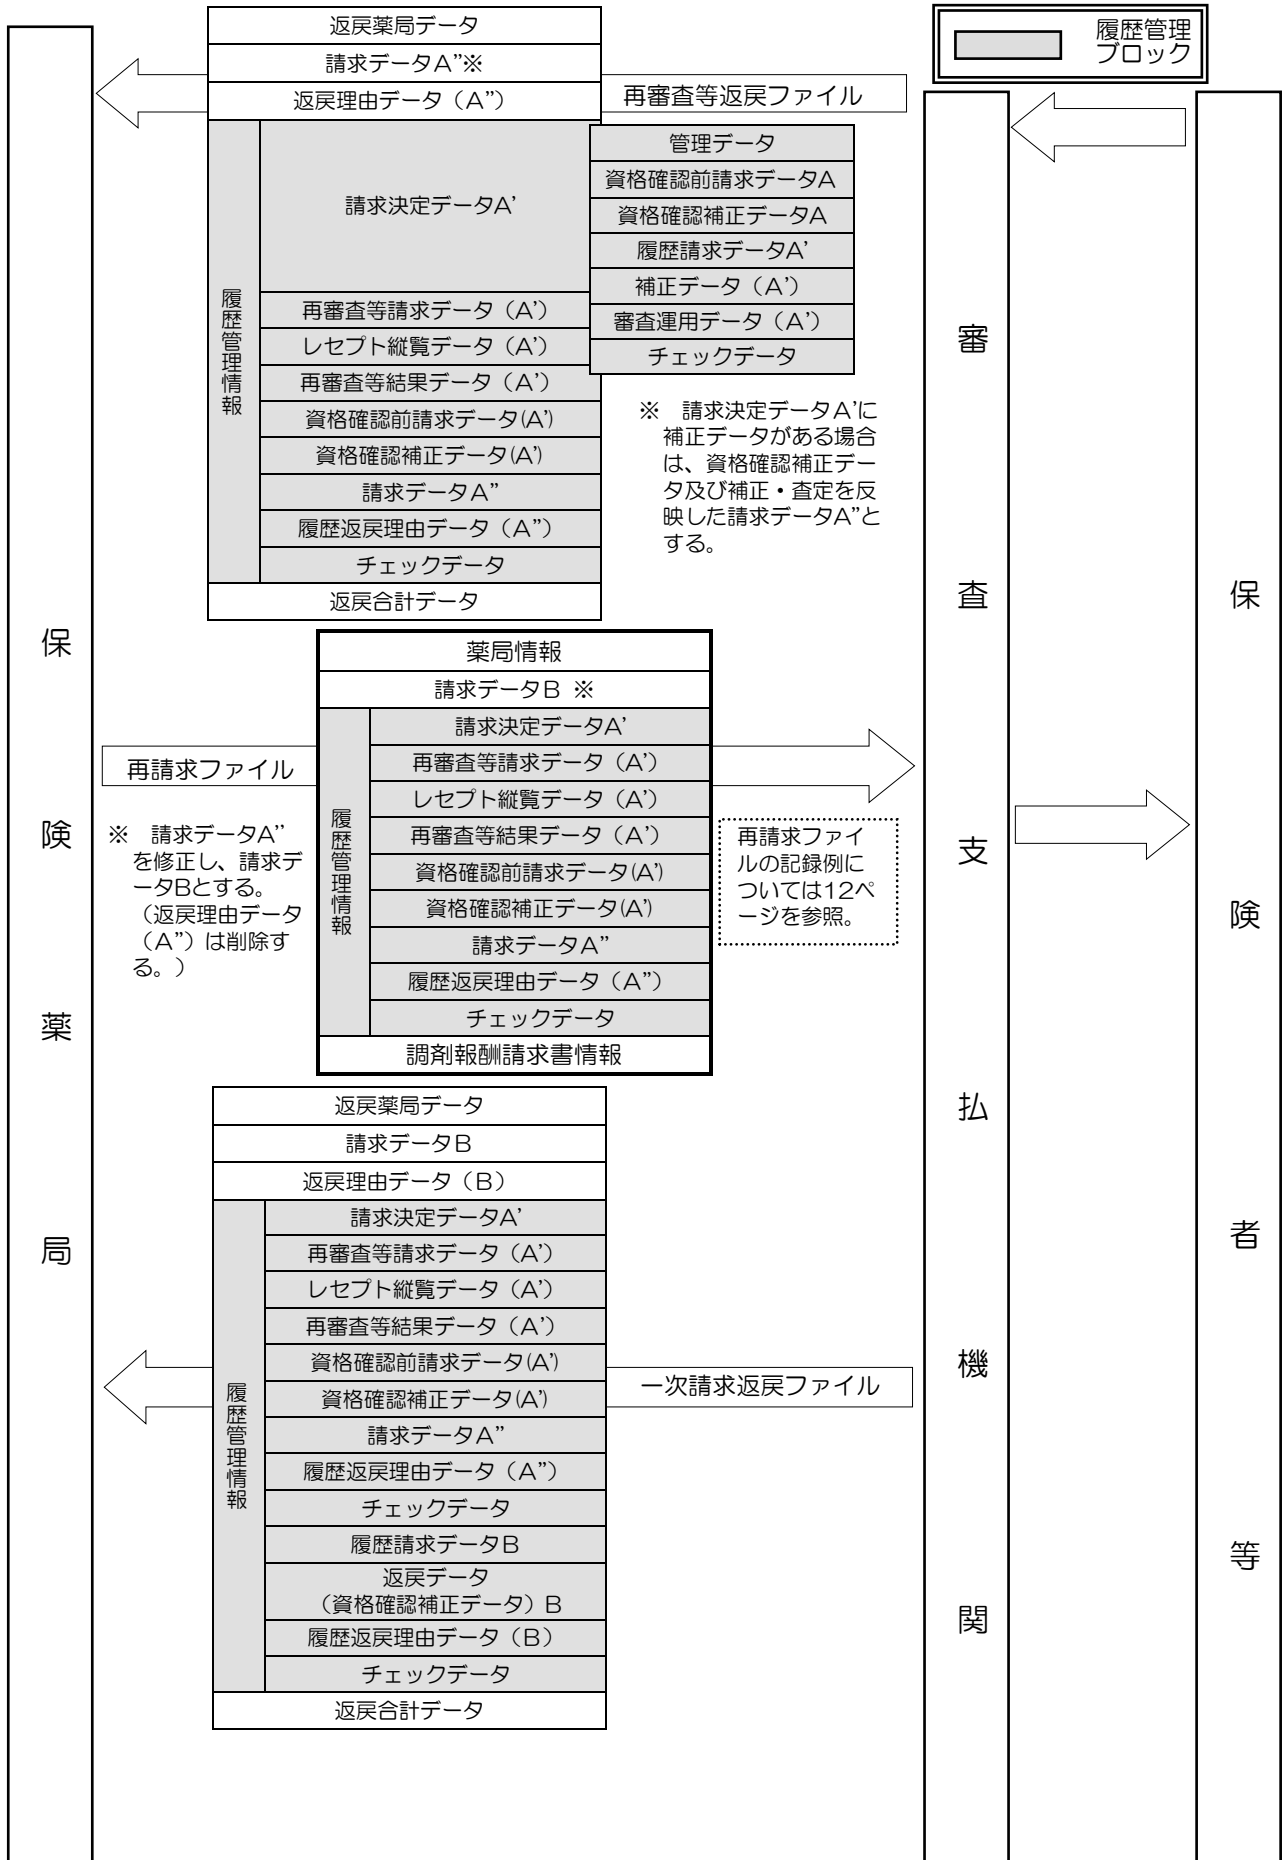 履歴管理
ブロック
返戻薬局データ
請求データA”※
返戻理由データ（A”）
再審査等返戻ファイル
履歴管理情報
請求決定データA’
管理データ
資格確認前請求データA
資格確認補正データA
履歴請求データA’
補正データ（A’）
審査運用データ（A’）
チェックデータ
再審査等請求データ（A’）
レセプト縦覧データ（A’）
再審査等結果データ（A’）
資格確認前請求データ(A’)
資格確認補正データ(A’)
請求データA”
履歴返戻理由データ（A”）
チェックデータ
返戻合計データ
※　請求決定データA’に
補正データがある場合
は、資格確認補正デー
タ及び補正・査定を反
映した請求データA”と
する。
薬局情報
請求データB ※
履歴管理情報
請求決定データA’
再審査等請求データ（A’）
レセプト縦覧データ（A’）
再審査等結果データ（A’）
資格確認前請求データ(A’)
資格確認補正データ(A’)
請求データA”
履歴返戻理由データ（A”）
チェックデータ
調剤報酬請求書情報
再請求ファイル
※　請求データA”
を修正し、請求デ
ータBとする。
（返戻理由データ
（A”）は削除す
る。）
再請求ファイ
ルの記録例に
ついては12ペ
ージを参照。
返戻薬局データ
請求データB
返戻理由データ（B）
履歴管理情報
請求決定データA’
再審査等請求データ（A’）
レセプト縦覧データ（A’）
再審査等結果データ（A’）
資格確認前請求データ(A’)
資格確認補正データ(A’)
請求データA”
履歴返戻理由データ（A”）
チェックデータ
履歴請求データB
返戻データ
（資格確認補正データ）B
履歴返戻理由データ（B）
チェックデータ
返戻合計データ
一次請求返戻ファイル
保険薬局
審査支払機関
保険者等